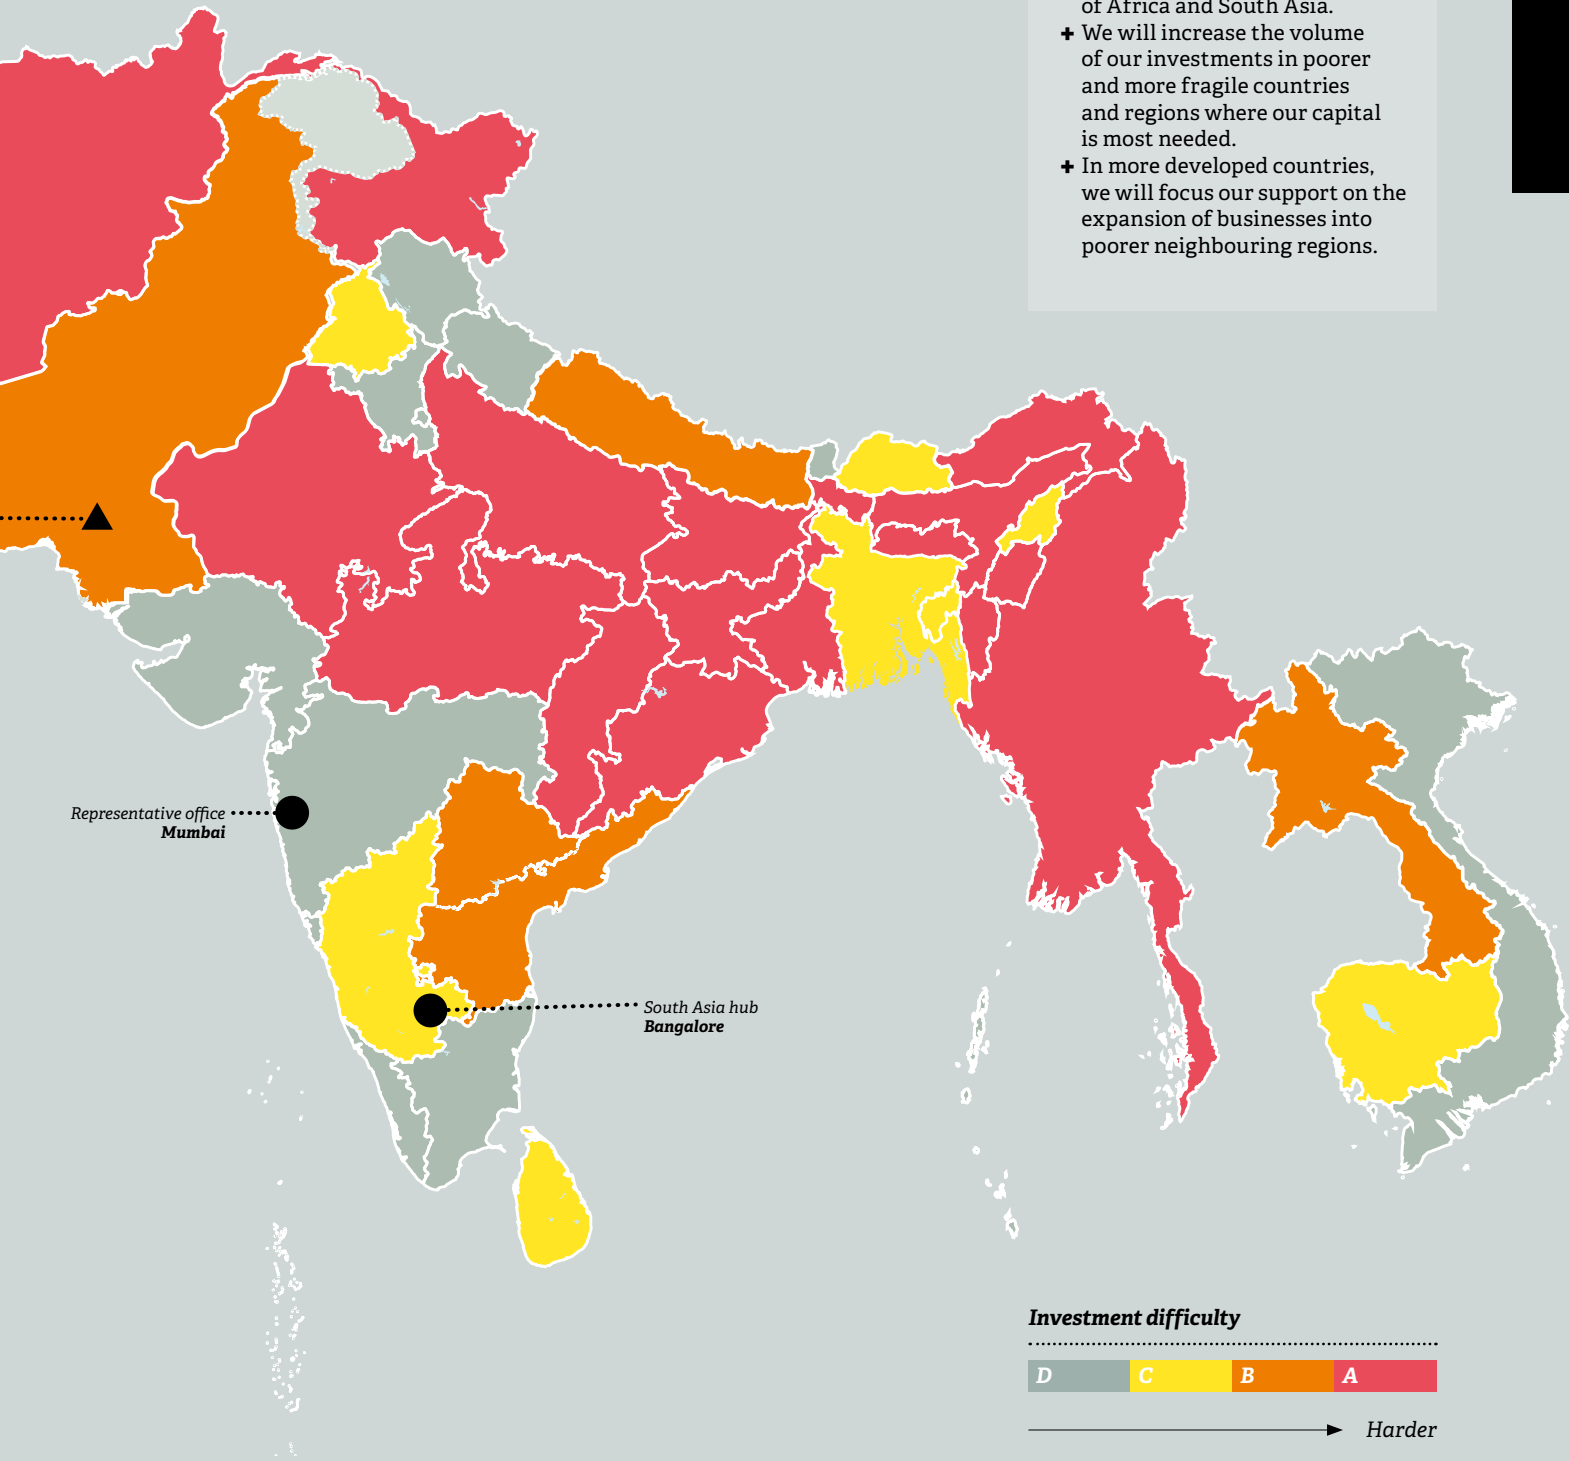 of Africa and South Asia.
+ We will increase the volume
of our investments in poorer
and more fragile countries
and regions where our capital
is most needed.
+ In more developed countries,
we will focus our support on the
expansion of businesses into
poorer neighbouring regions.
Representative office
Mumbai
South Asia hub
Bangalore
Investment difficulty
D C B A
Harder